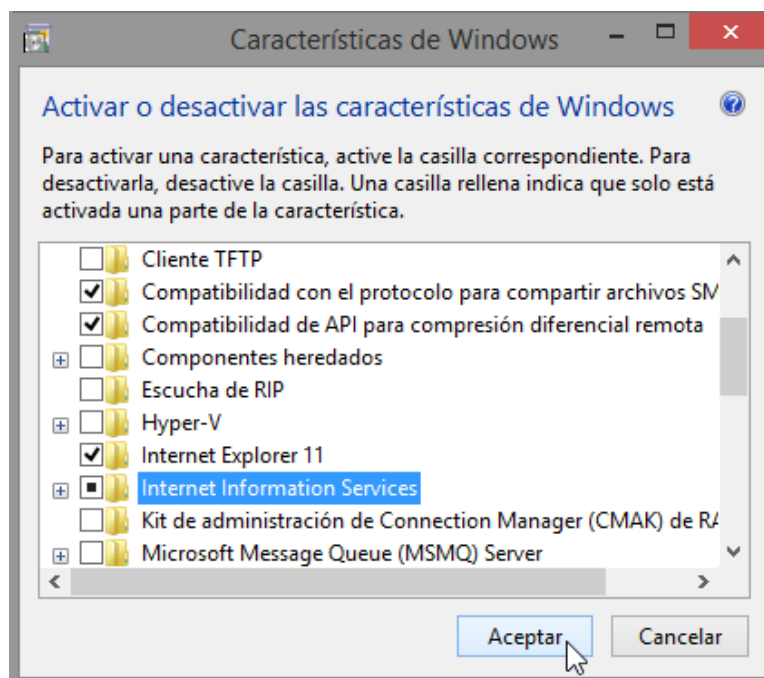 Características de Windows
Activar o desactivar las características de Windows
Para activar una característica, active la casilla correspondiente. Para
desactivarla, desactive la casilla. Una casilla rellena indica que solo está
activada una parte de la característica.
Cliente TFTP
Compatibilidad con el protocolo para compartir archivos SM
Compatibilidad de API para compresión diferencial remota
Componentes heredados
Escucha de RIP
Hyper-V
Internet Explorer 11
Internet Information Services
Kit de administración de Connection Manager (CMAK) de RA
Microsoft Message Queue (MSMQ) Server
Aceptar Cancelar